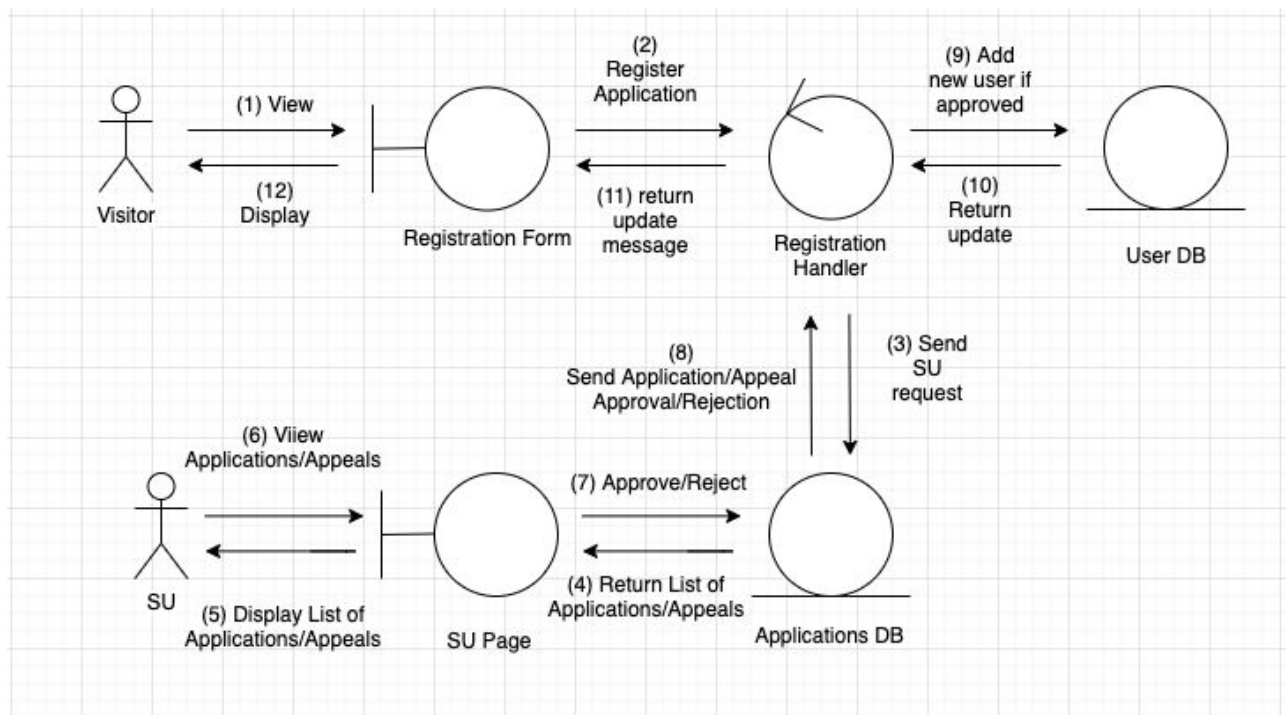 (2)
Register
Application
(9) Add
new user if
approved
(1) View
(12)
Display
Visitor
(11) return
update
message
(10)
Return
update
Registration Form
Registration
Handler
User DB
(8)
Send Application/Appeal
Approval/Rejection
(3) Send
SU
request
(6) Viiew
Applications/Appeals
(7) Approve/Reject
(4) Return List of
Applications/Appeals
SU
(5) Display List of
Applications/Appeals
SU Page
Applications DB